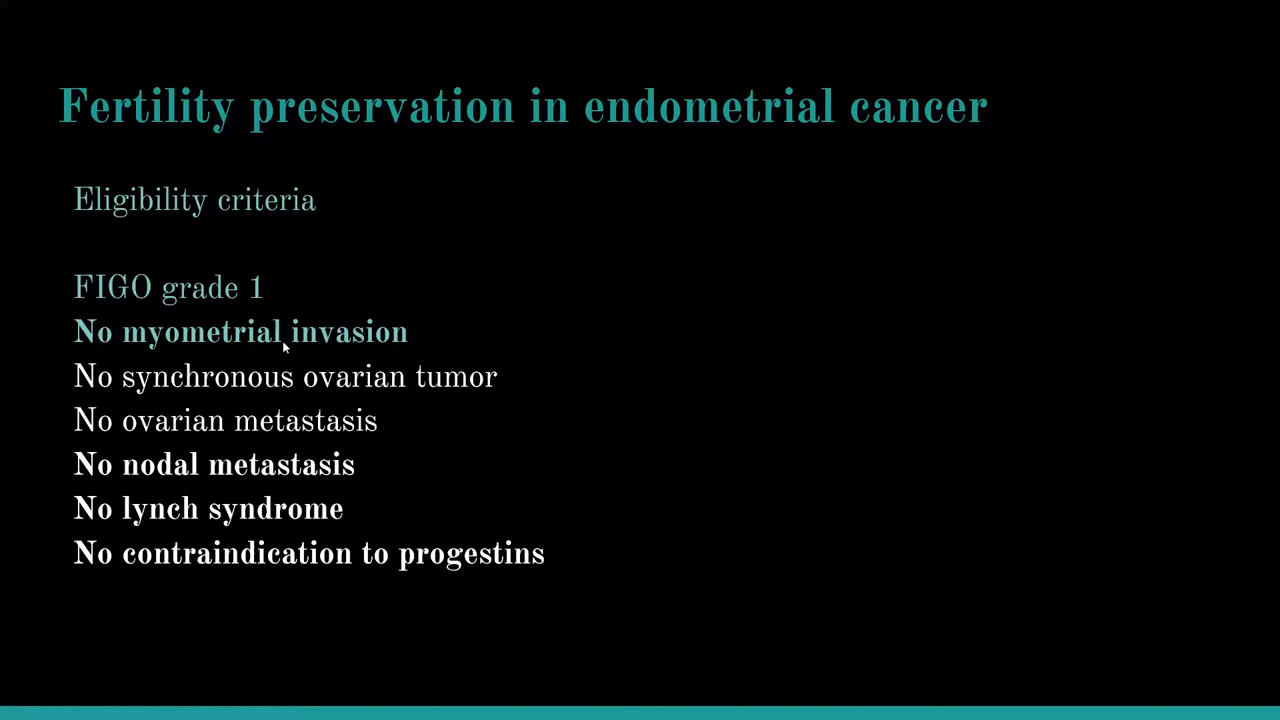 Fertility preservation in endometrial cancer
Eligibility criteria
FIGO grade 1
No myometrial invasion
No synchronous ovarian tumor
No ovarian metastasis
No nodal metastasis
No lynch syndrome
No contraindication to progestins